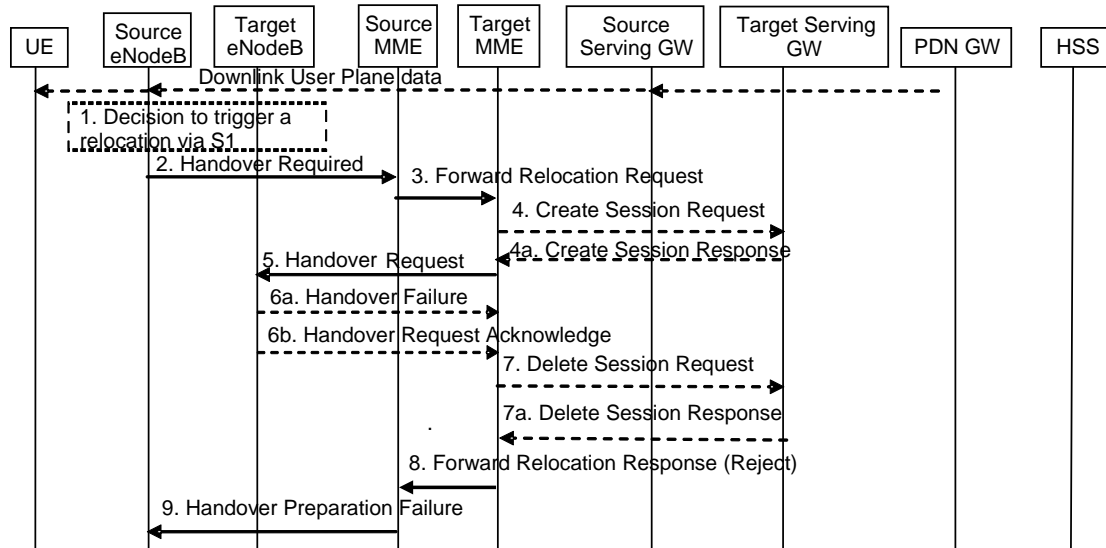 UE
Source
eNodeB
Target
eNodeB
Source
MME
Target
MME
Source
Serving GW
Target Serving
GW
PDN GW
HSS
Downlink User Plane data
1. Decision to trigger a
relocation via S1
2. Handover Required
3. Forward Relocation Request
4. Create Session Request
4a. Create Session Response
5. Handover Request
6a. Handover Failure
6b. Handover Request Acknowledge
7. Delete Session Request
7a. Delete Session Response
.
8. Forward Relocation Response (Reject)
9. Handover Preparation Failure